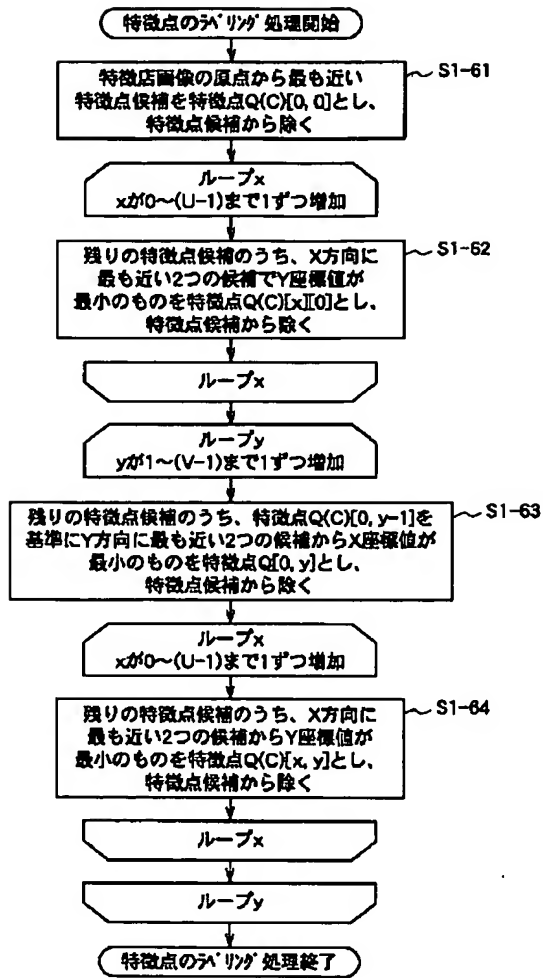 特徴点のラベリング処理開始
S1-61
特徴店画像の原点から最も近い
特徴点候補を特徴点Q(C)[0, 0]とし、
特徴点候補から除く
ループx
xが0～(U-1)まで1ずつ増加
S1-62
残りの特徴点候補のうち、X方向に
最も近い2つの候補でY座標値が
最小のものを特徴点Q(C)[x][0]とし、
特徴点候補から除く
ループx
ループy
yが1～(V-1)まで1ずつ増加
S1-63
残りの特徴点候補のうち、特徴点Q(C)[0, y-1]を
基準にY方向に最も近い2つの候補からX座標値が
最小のものを特徴点Q[0, y]とし、
特徴点候補から除く
ループx
xが0～(U-1)まで1ずつ増加
S1-64
残りの特徴点候補のうち、X方向に
最も近い2つの候補からY座標値が
最小のものを特徴点Q(C)[x, y]とし、
特徴点候補から除く
ループx
ループy
特徴点のラベリング処理終了